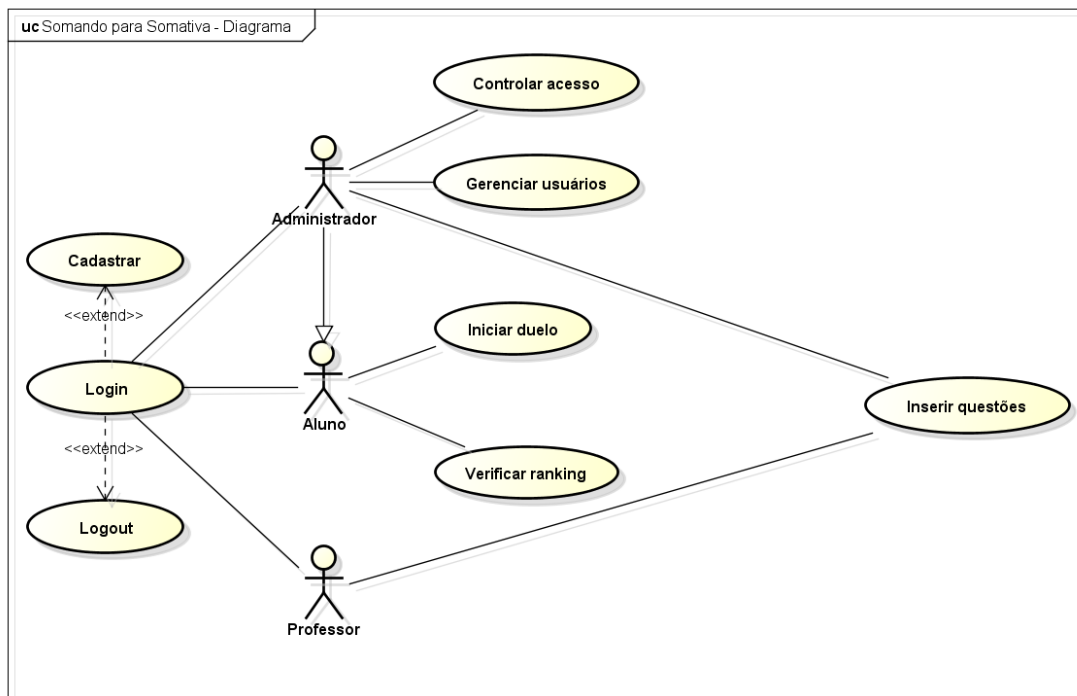 uc Somando para Somativa - Diagrama
Controlar acesso
Gerenciar usuários
Administrador
Cadastrar
<<extend>>
Iniciar duelo
Login
Aluno
Inserir questões
<<extend>>
Verificar ranking
Logout
Professor